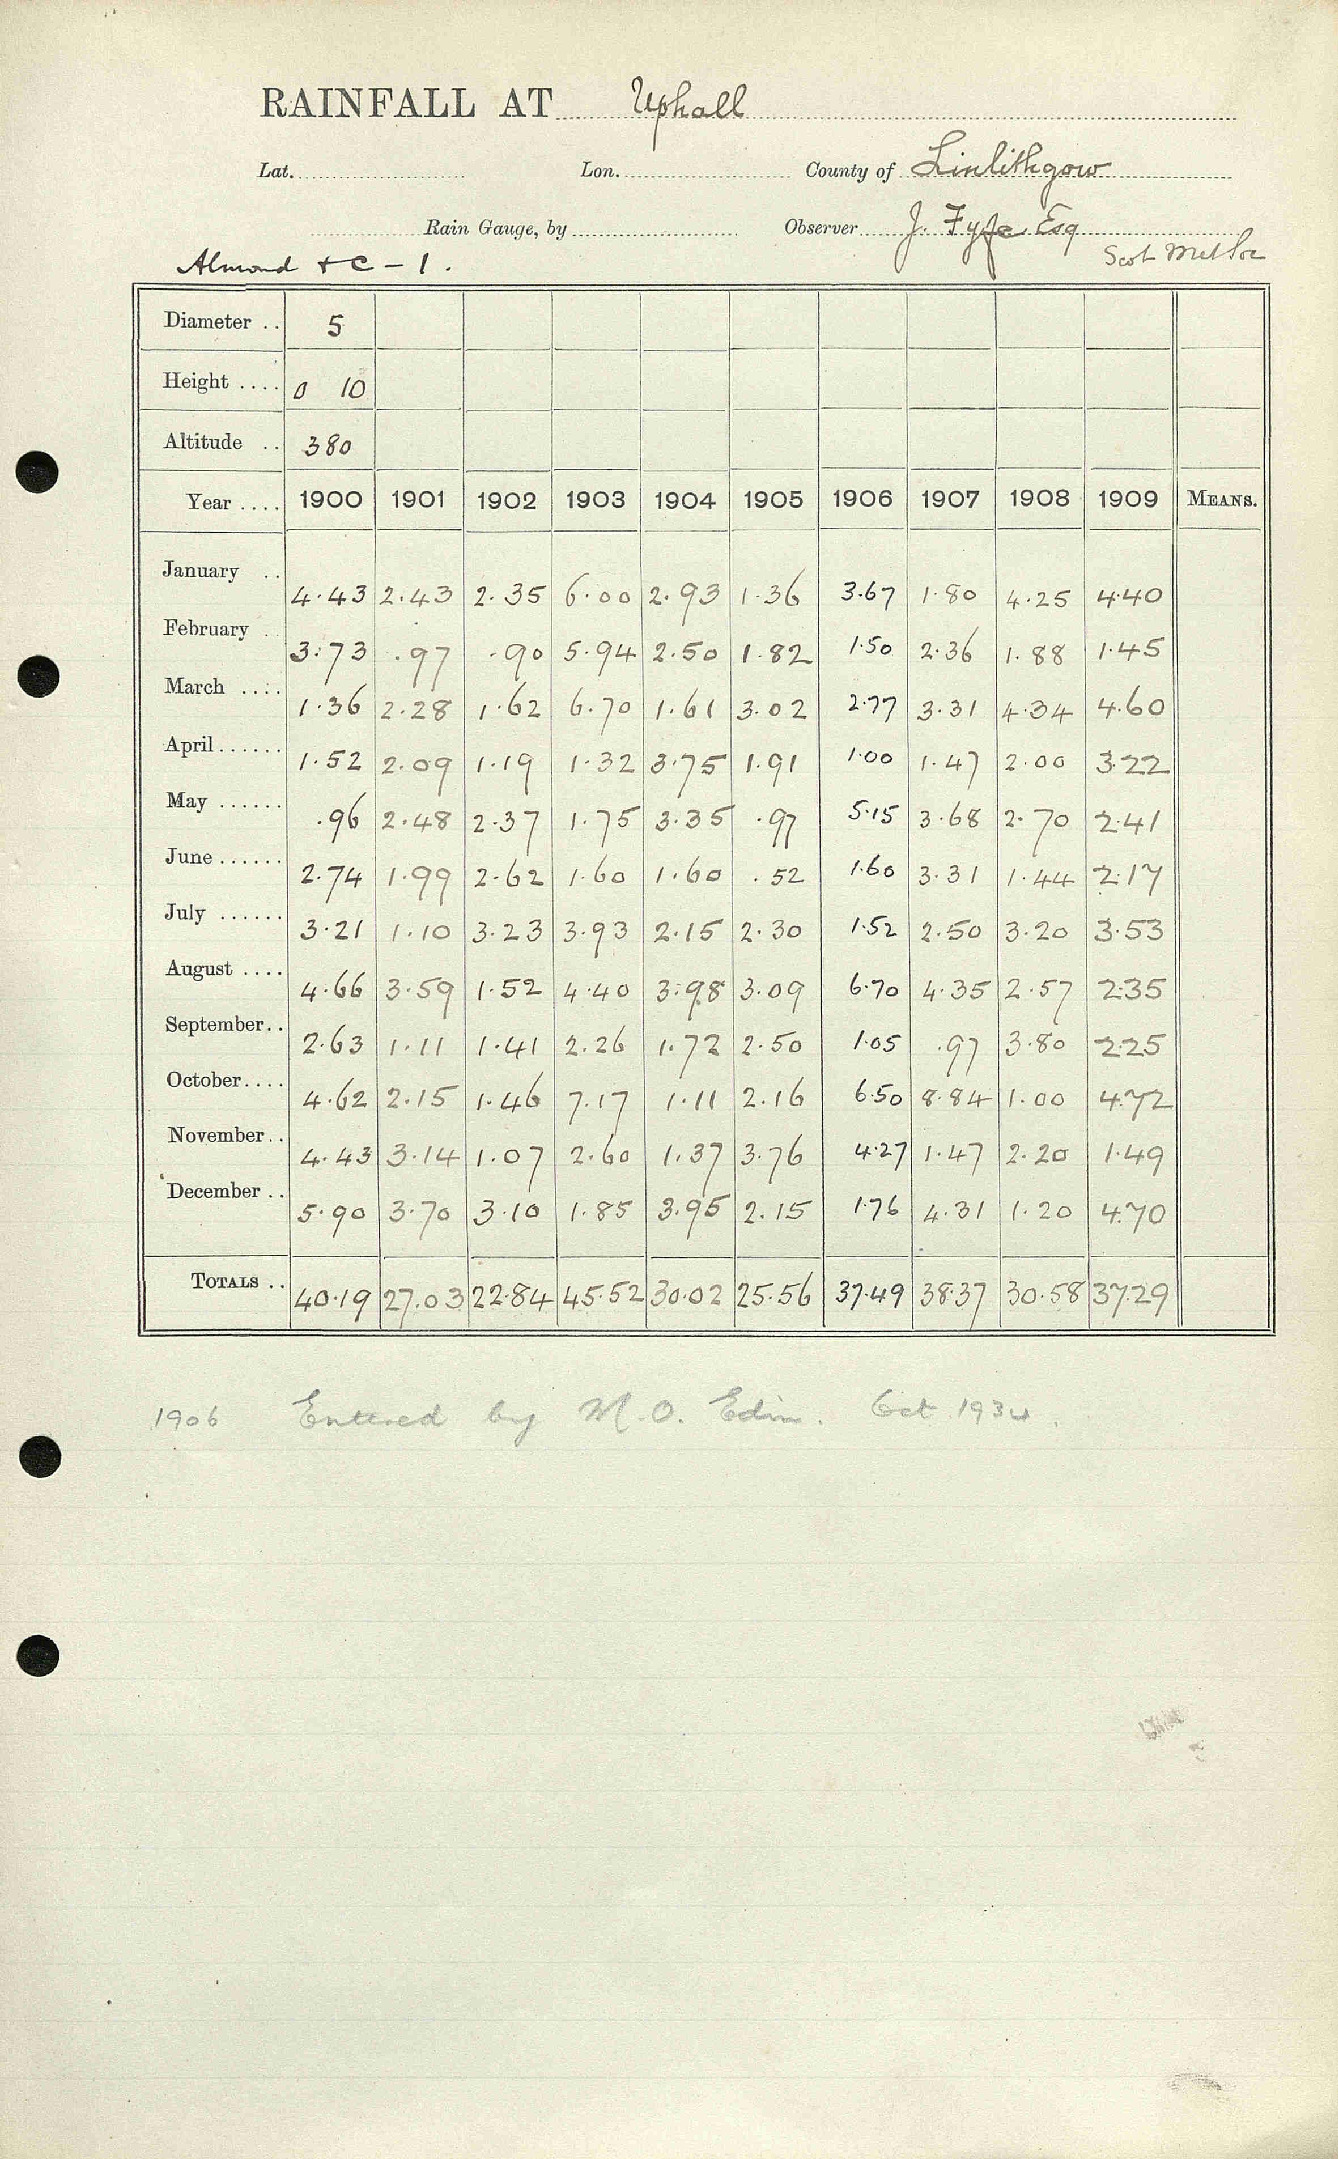 RAINFALL AT Uphall
Lat. Lon. County of Linlithgow
Rain Gauge, by Observer J. Fyfe Esq
Almond + C - 1. Scot Met Soc
Diameter .. 5
Height .... 0 10
Altitude .. 380
Year .... 1900 1901 1902 1903 1904 1905 1906 1907 1908 1909 MEANS.
January .. 4.43 2.43 2.35 6.00 2.93 1.36 3.67 1.80 4.25 4.40
February .. 3.73 .97 .90 5.94 2.50 1.82 1.50 2.36 1.88 1.45
March .... 1.36 2.28 1.62 6.70 1.61 3.02 2.77 3.31 4.34 4.60
April...... 1.52 2.09 1.19 1.32 3.75 1.91 1.00 1.47 2.00 3.22
May ...... .96 2.48 2.37 1.75 3.35 .97 5.15 3.68 2.70 2.41
June ...... 2.74 1.99 2.62 1.60 1.60 .52 1.60 3.31 1.44 2.17
July ...... 3.21 1.10 3.23 3.93 2.15 2.30 1.52 2.50 3.20 3.53
August .... 4.66 3.59 1.52 4.40 3.98 3.09 6.70 4.35 2.57 2.35
September.. 2.63 1.11 1.41 2.26 1.72 2.50 1.05 .97 3.80 2.25
October.... 4.62 2.15 1.46 7.17 1.11 2.16 6.50 8.84 1.00 4.72
November.. 4.43 3.14 1.07 2.60 1.37 3.76 4.27 1.47 2.20 1.49
December .. 5.90 3.70 3.10 1.85 3.95 2.15 1.76 4.31 1.20 4.70
TOTALS .. 40.19 27.03 22.84 45.52 30.02 25.56 37.49 38.37 30.58 37.29
1906 Entered by M.O. Edin. Oct 1934.